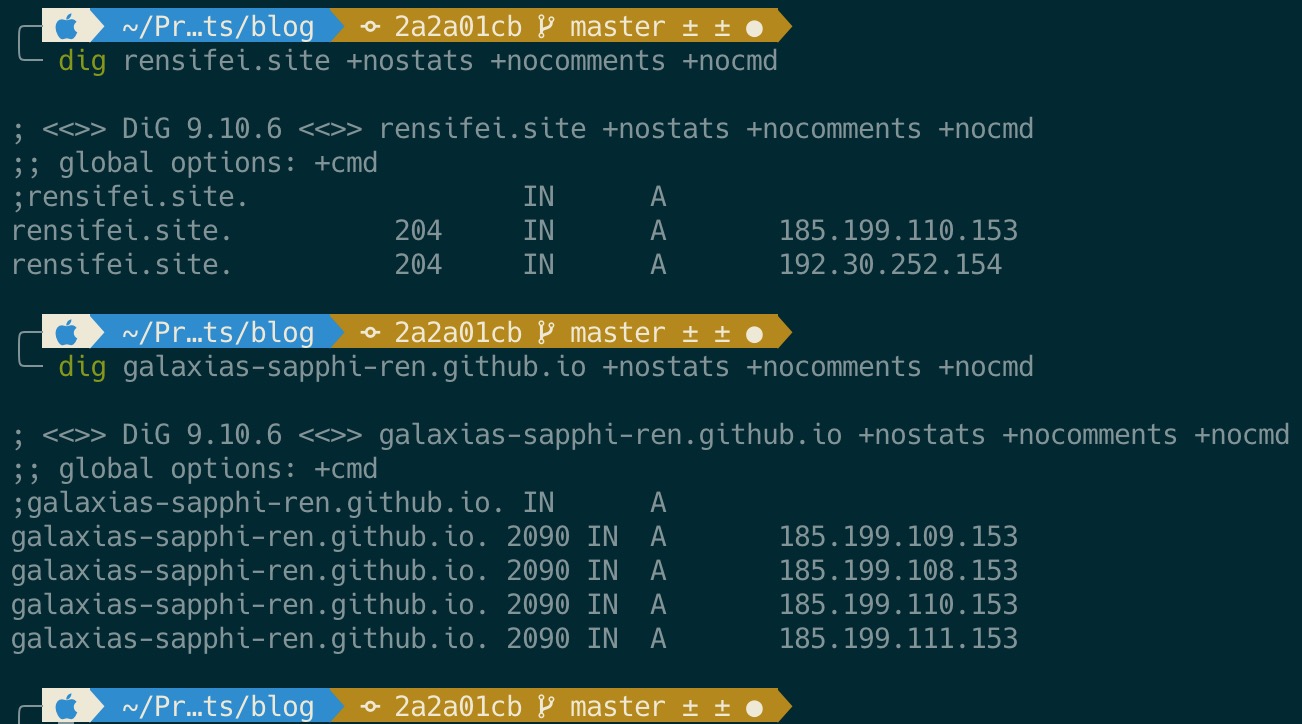 ~/Pr…ts/blog 2a2a01cb master ± ± ●
dig rensifei.site +nostats +nocomments +nocmd
; <<>> DiG 9.10.6 <<>> rensifei.site +nostats +nocomments +nocmd
;; global options: +cmd
;rensifei.site. IN A
rensifei.site. 204 IN A 185.199.110.153
rensifei.site. 204 IN A 192.30.252.154
~/Pr…ts/blog 2a2a01cb master ± ± ●
dig galaxias-sapphi-ren.github.io +nostats +nocomments +nocmd
; <<>> DiG 9.10.6 <<>> galaxias-sapphi-ren.github.io +nostats +nocomments +nocmd
;; global options: +cmd
;galaxias-sapphi-ren.github.io. IN A
galaxias-sapphi-ren.github.io. 2090 IN A 185.199.109.153
galaxias-sapphi-ren.github.io. 2090 IN A 185.199.108.153
galaxias-sapphi-ren.github.io. 2090 IN A 185.199.110.153
galaxias-sapphi-ren.github.io. 2090 IN A 185.199.111.153
~/Pr…ts/blog 2a2a01cb master ± ± ●